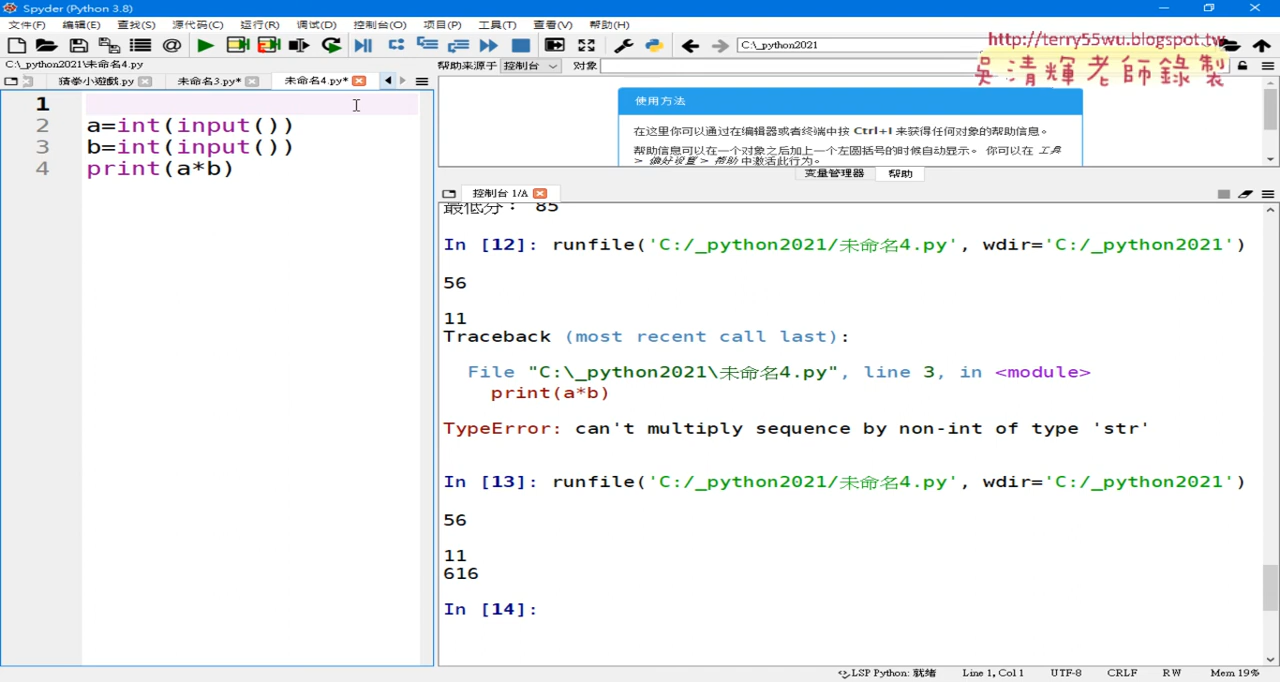 Spyder (Python 3.8)
文件(F) 编辑(E) 查找(S) 源代码(C) 运行(R) 调试(D) 控制台(O) 项目(P) 工具(T) 查看(V) 帮助(H)
C:\_python2021
http://terry55wu.blogspot.tw
吳清輝老師錄製
C:\_python2021\未命名4.py
帮助来源于 控制台 对象
猜拳小遊戲.py 未命名3.py* 未命名4.py*
1
2 a=int(input())
3 b=int(input())
4 print(a*b)
使用方法
在这里你可以通过在编辑器或者终端中按 Ctrl+I 来获得任何对象的帮助信息。
帮助信息可以在一个对象之后加上一个左圆括号的时候自动显示。 你可以在 工具
> 偏好设置 > 帮助 中激活此行为。
变量管理器 帮助
控制台 1/A
最低分： 85
In [12]: runfile('C:/_python2021/未命名4.py', wdir='C:/_python2021')
56
11
Traceback (most recent call last):
File "C:\_python2021\未命名4.py", line 3, in <module>
print(a*b)
TypeError: can't multiply sequence by non-int of type 'str'
In [13]: runfile('C:/_python2021/未命名4.py', wdir='C:/_python2021')
56
11
616
In [14]:
LSP Python: 就绪 Line 1, Col 1 UTF-8 CRLF RW Mem 19%